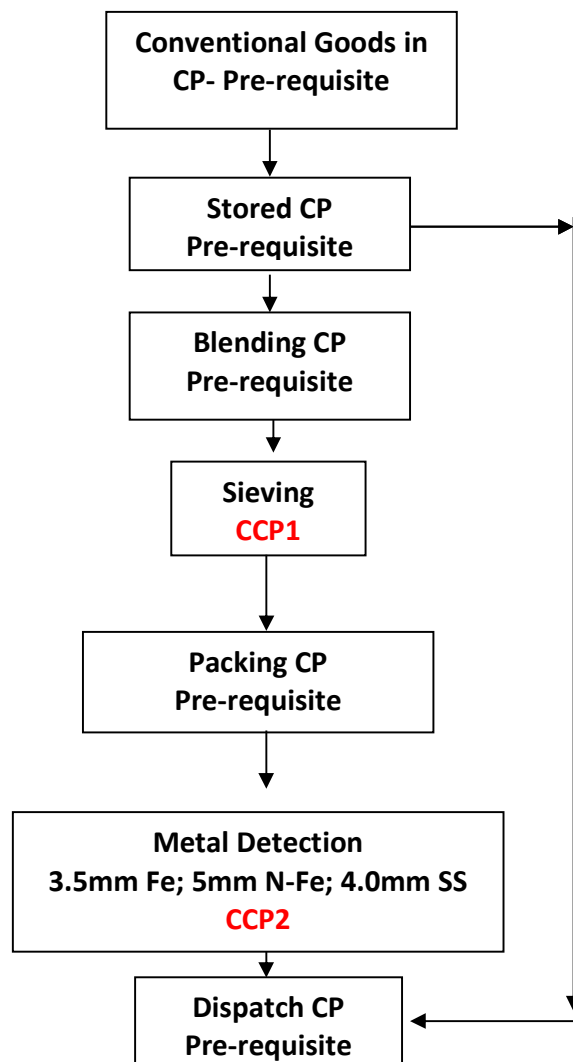 Conventional Goods in
CP- Pre-requisite
Stored CP
Pre-requisite
Blending CP
Pre-requisite
Sieving
CCP1
Packing CP
Pre-requisite
Metal Detection
3.5mm Fe; 5mm N-Fe; 4.0mm SS
CCP2
Dispatch CP
Pre-requisite